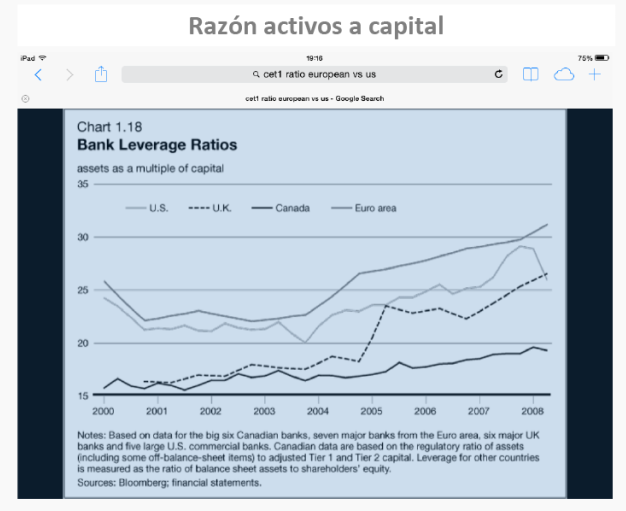 Razón activos a capital
iPad 19:16 75%
cet1 ratio european vs us
cet1 ratio european vs us - Google Search
Chart 1.18
Bank Leverage Ratios
assets as a multiple of capital
35
U.S. U.K. Canada Euro area
30
25
20
15
2000 2001 2002 2003 2004 2005 2006 2007 2008
Notes: Based on data for the big six Canadian banks, seven major banks from the Euro area, six major UK
banks and five large U.S. commercial banks. Canadian data are based on the regulatory ratio of assets
(including some off-balance-sheet items) to adjusted Tier 1 and Tier 2 capital. Leverage for other countries
is measured as the ratio of balance sheet assets to shareholders' equity.
Sources: Bloomberg; financial statements.